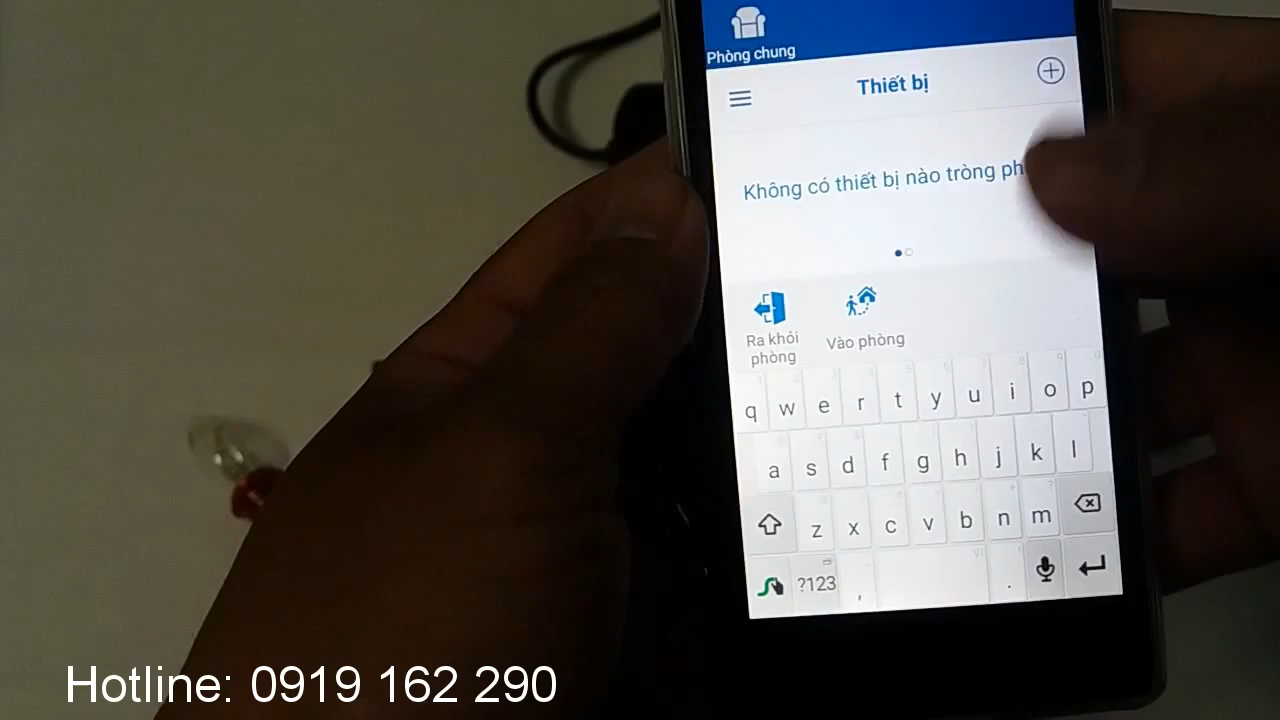 Phòng chung
Thiết bị
Không có thiết bị nào tròng
Ra khỏi
phòng
Vào phòng
q w e r t y u i o p
a s d f g h j k l
z x c v b n m
?123 , .
Hotline: 0919 162 290